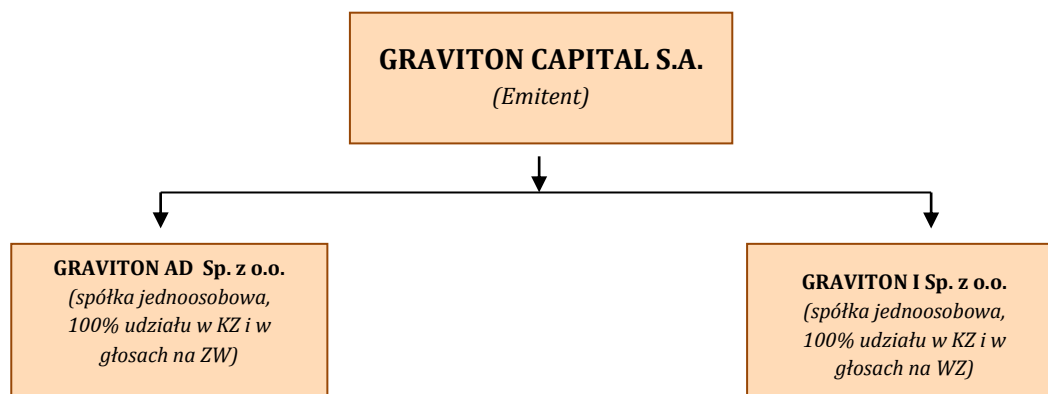 GRAVITON CAPITAL S.A.
(Emitent)
GRAVITON AD Sp. z o.o.
(spółka jednoosobowa,
100% udziału w KZ i w
głosach na ZW)
GRAVITON I Sp. z o.o.
(spółka jednoosobowa,
100% udziału w KZ i w
głosach na WZ)